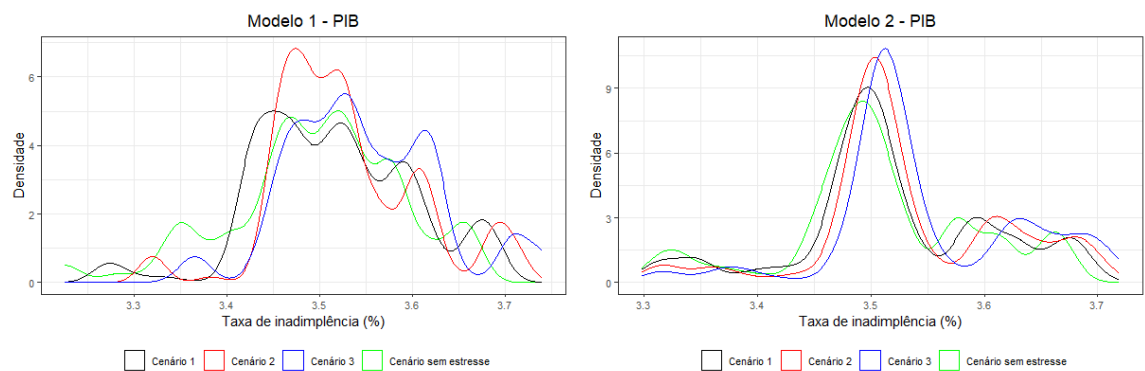 Modelo 1 - PIB
Densidade
6
4
2
0
3.3 3.4 3.5 3.6 3.7
Taxa de inadimplência (%)
Cenário 1 Cenário 2 Cenário 3 Cenário sem estresse
Modelo 2 - PIB
Densidade
9
6
3
0
3.3 3.4 3.5 3.6 3.7
Taxa de inadimplência (%)
Cenário 1 Cenário 2 Cenário 3 Cenário sem estresse